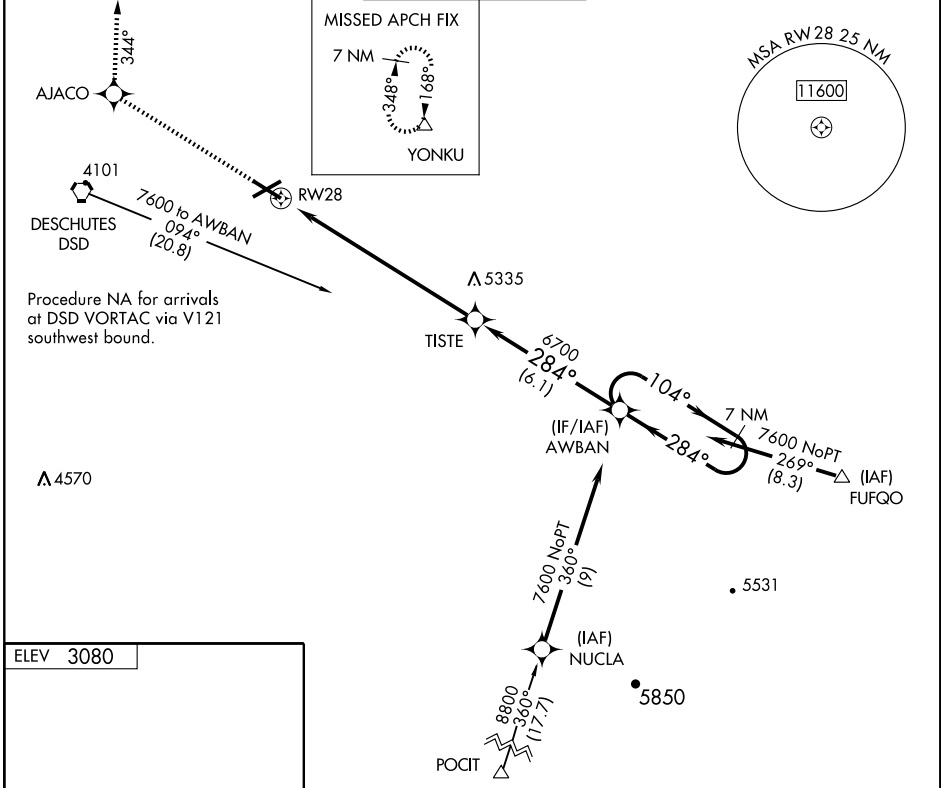 MISSED APCH FIX
7 NM
348°
168°
YONKU
MSA RW 28 25 NM
11600
344°
AJACO
4101
DESCHUTES
DSD
7600 to AWBAN
094°
(20.8)
RW28
Procedure NA for arrivals
at DSD VORTAC via V121
southwest bound.
5335
TISTE
6700
284°
(6.1)
104°
7 NM
(IF/IAF)
AWBAN
284°
7600 NoPT
269°
(8.3)
(IAF)
FUFQO
4570
7600 NoPT
360°
(9)
5531
(IAF)
NUCLA
5850
ELEV 3080
8800
360°
(17.7)
POCIT